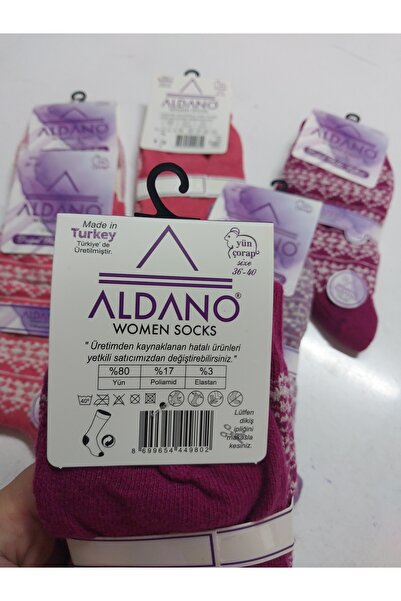 ALDANO
Made in
Turkey
Türkiye'de
Üretilmiştir.
yün
çorap
size
36-40
ALDANO®
WOMEN SOCKS
"Üretimden kaynaklanan hatalı ürünleri
yetkili satıcımızdan değiştirebilirsiniz."
%80 %17 %3
Yün Poliamid Elastan
40°
Lütfen
dikiş
ipliğini
makasla
kesiniz.
8 699654 449802